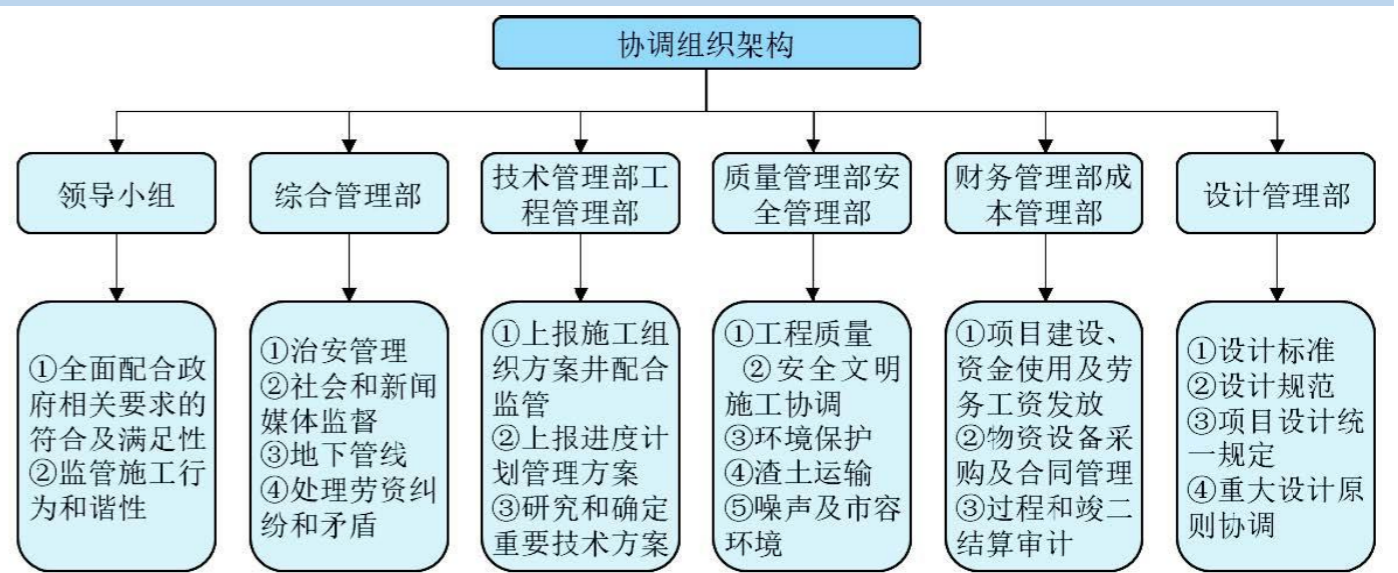 协调组织架构
领导小组
综合管理部
技术管理部工
程管理部
质量管理部安
全管理部
财务管理部成
本管理部
设计管理部
①全面配合政
府相关要求的
符合及满足性
②监管施工行
为和谐性
①治安管理
②社会和新闻
媒体监督
③地下管线
④处理劳资纠
纷和矛盾
①上报施工组
织方案井配合
监管
②上报进度计
划管理方案
③研究和确定
重要技术方案
①工程质量
②安全文明
施工协调
③环境保护
④渣土运输
⑤噪声及市容
环境
①项目建设、
资金使用及劳
务工资发放
②物资设备采
购及合同管理
③过程和竣二
结算审计
①设计标准
②设计规范
③项目设计统
一规定
④重大设计原
则协调